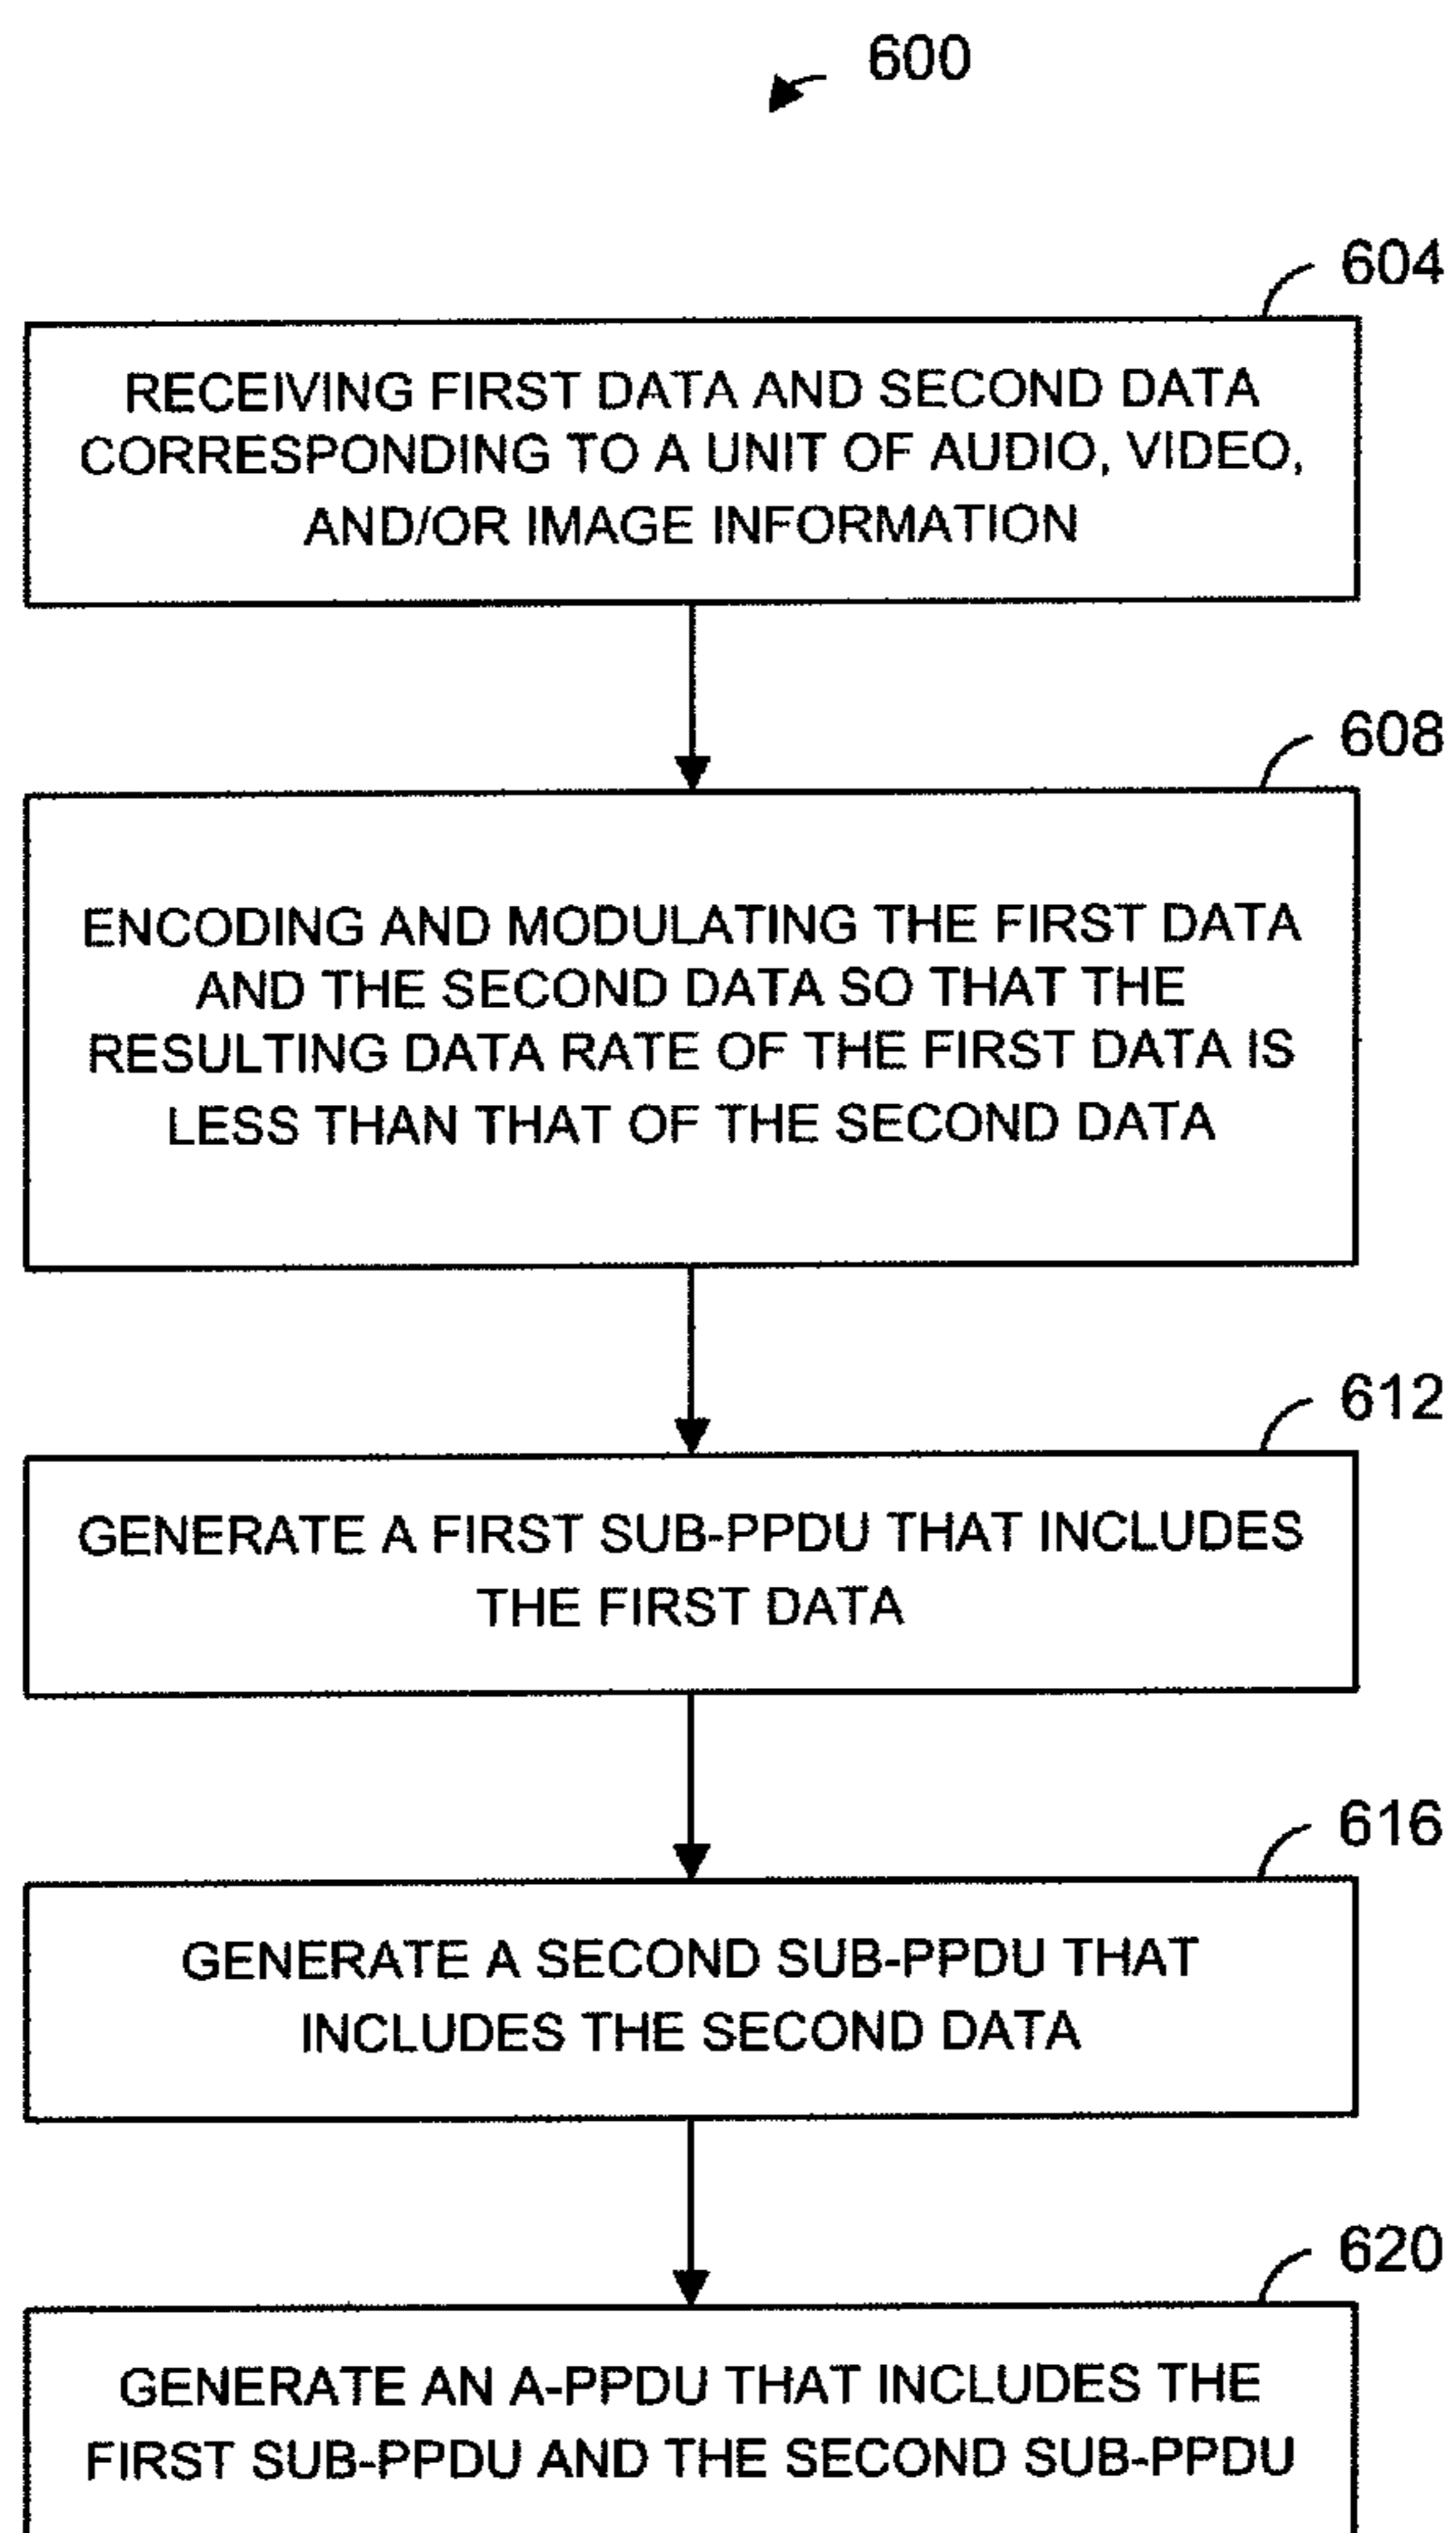 600
604
RECEIVING FIRST DATA AND SECOND DATA
CORRESPONDING TO A UNIT OF AUDIO, VIDEO,
AND/OR IMAGE INFORMATION
608
ENCODING AND MODULATING THE FIRST DATA
AND THE SECOND DATA SO THAT THE
RESULTING DATA RATE OF THE FIRST DATA IS
LESS THAN THAT OF THE SECOND DATA
612
GENERATE A FIRST SUB-PPDU THAT INCLUDES
THE FIRST DATA
616
GENERATE A SECOND SUB-PPDU THAT
INCLUDES THE SECOND DATA
620
GENERATE AN A-PPDU THAT INCLUDES THE
FIRST SUB-PPDU AND THE SECOND SUB-PPDU